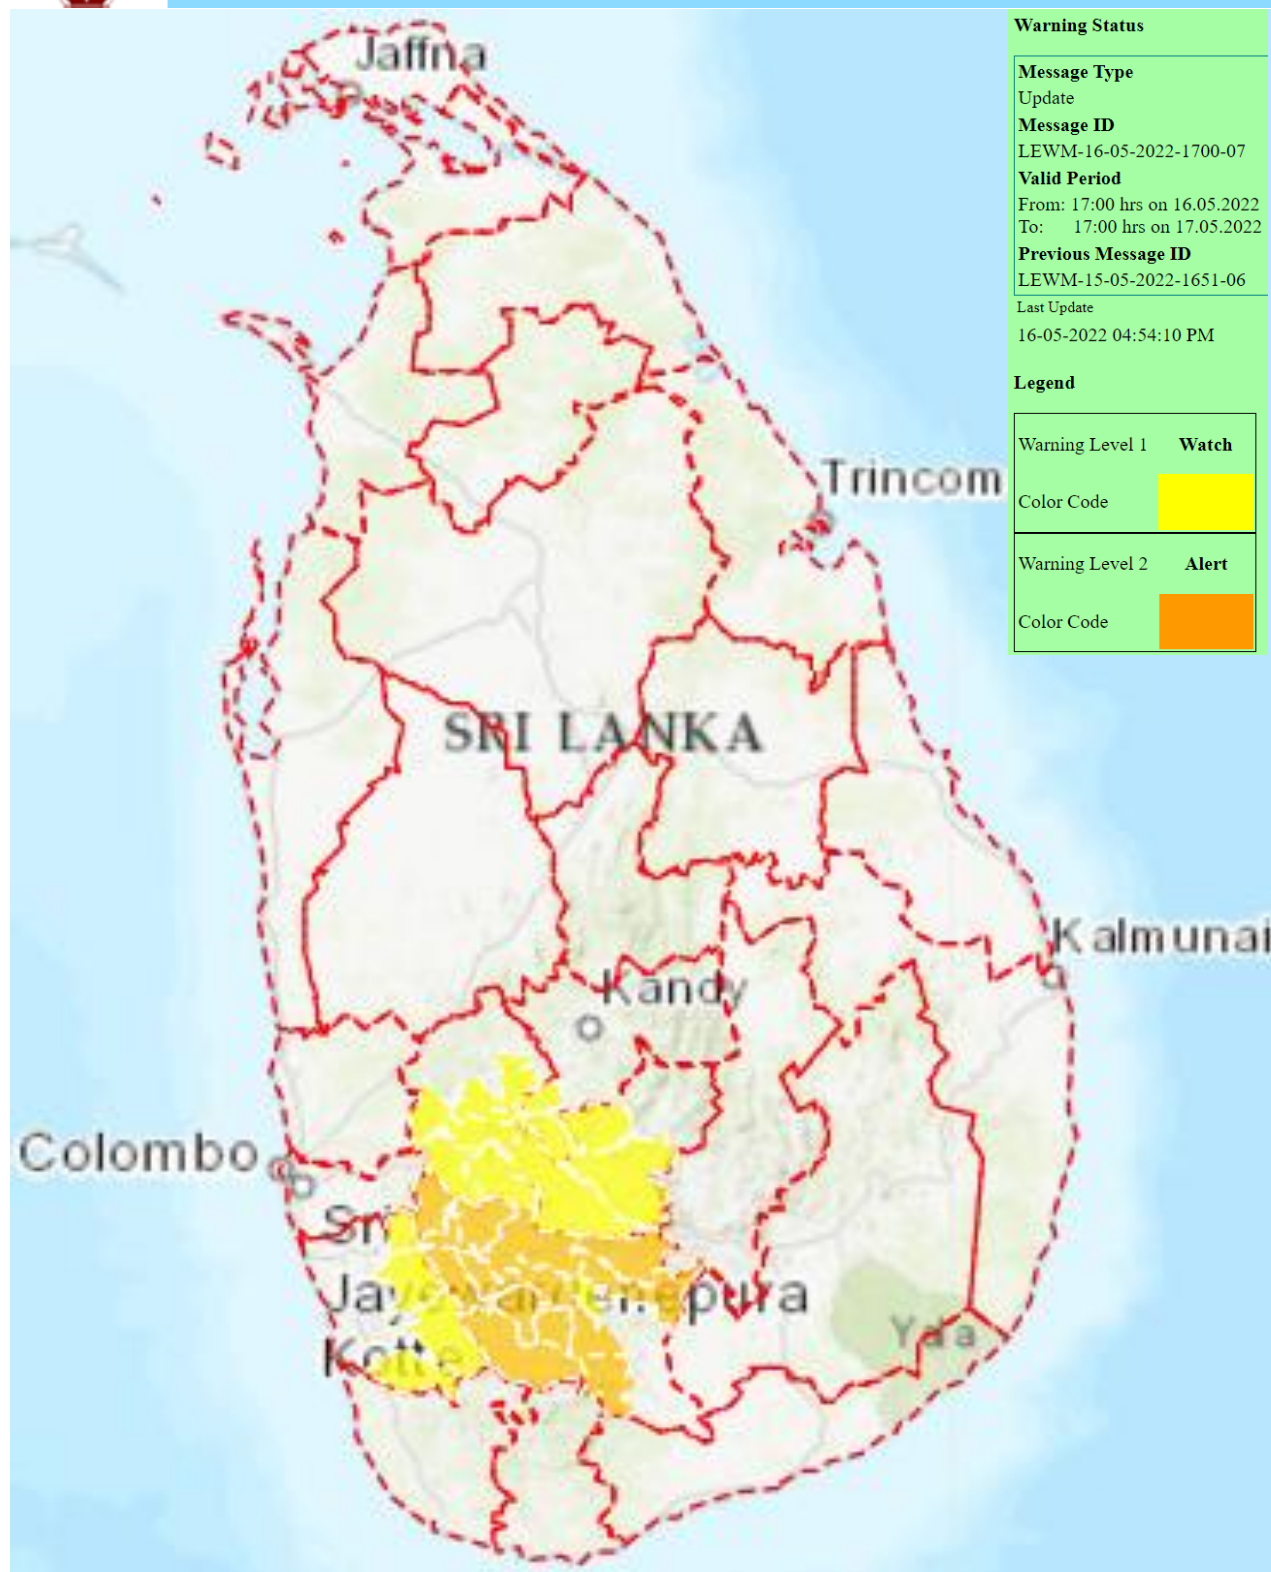 Jaffna
Trincom
SRI LANKA
Kalmunai
Kandy
Colombo
Sri
Jayewardenepura
Kotte
Warning Status
Message Type
Update
Message ID
LEWM-16-05-2022-1700-07
Valid Period
From: 17:00 hrs on 16.05.2022
To: 17:00 hrs on 17.05.2022
Previous Message ID
LEWM-15-05-2022-1651-06
Last Update
16-05-2022 04:54:10 PM
Legend
Warning Level 1 Watch
Color Code
Warning Level 2 Alert
Color Code